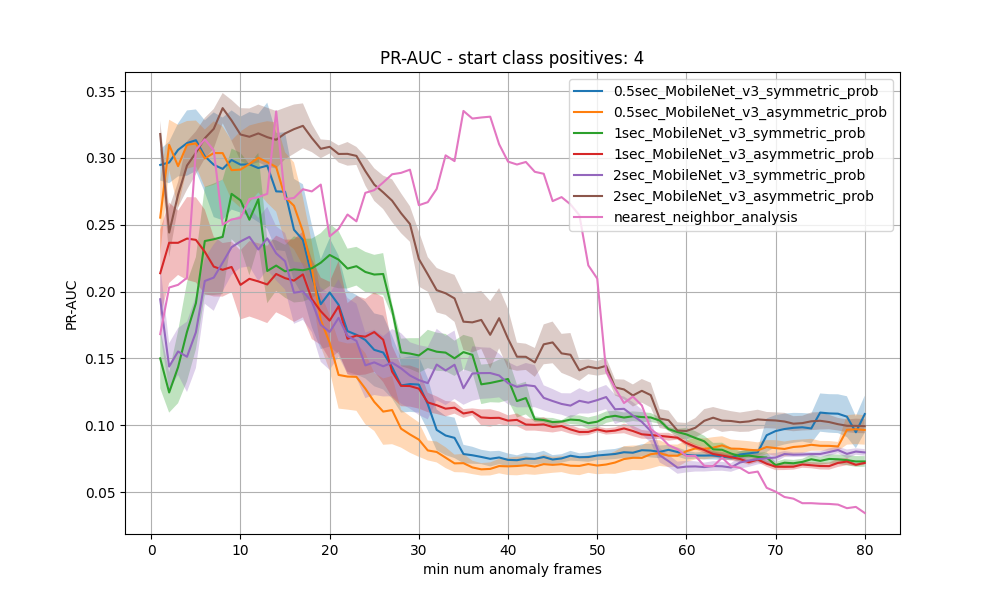 PR-AUC - start class positives: 4
0.5sec_MobileNet_v3_symmetric_prob
0.5sec_MobileNet_v3_asymmetric_prob
1sec_MobileNet_v3_symmetric_prob
1sec_MobileNet_v3_asymmetric_prob
2sec_MobileNet_v3_symmetric_prob
2sec_MobileNet_v3_asymmetric_prob
nearest_neighbor_analysis
PR-AUC
0.35
0.30
0.25
0.20
0.15
0.10
0.05
0 10 20 30 40 50 60 70 80
min num anomaly frames